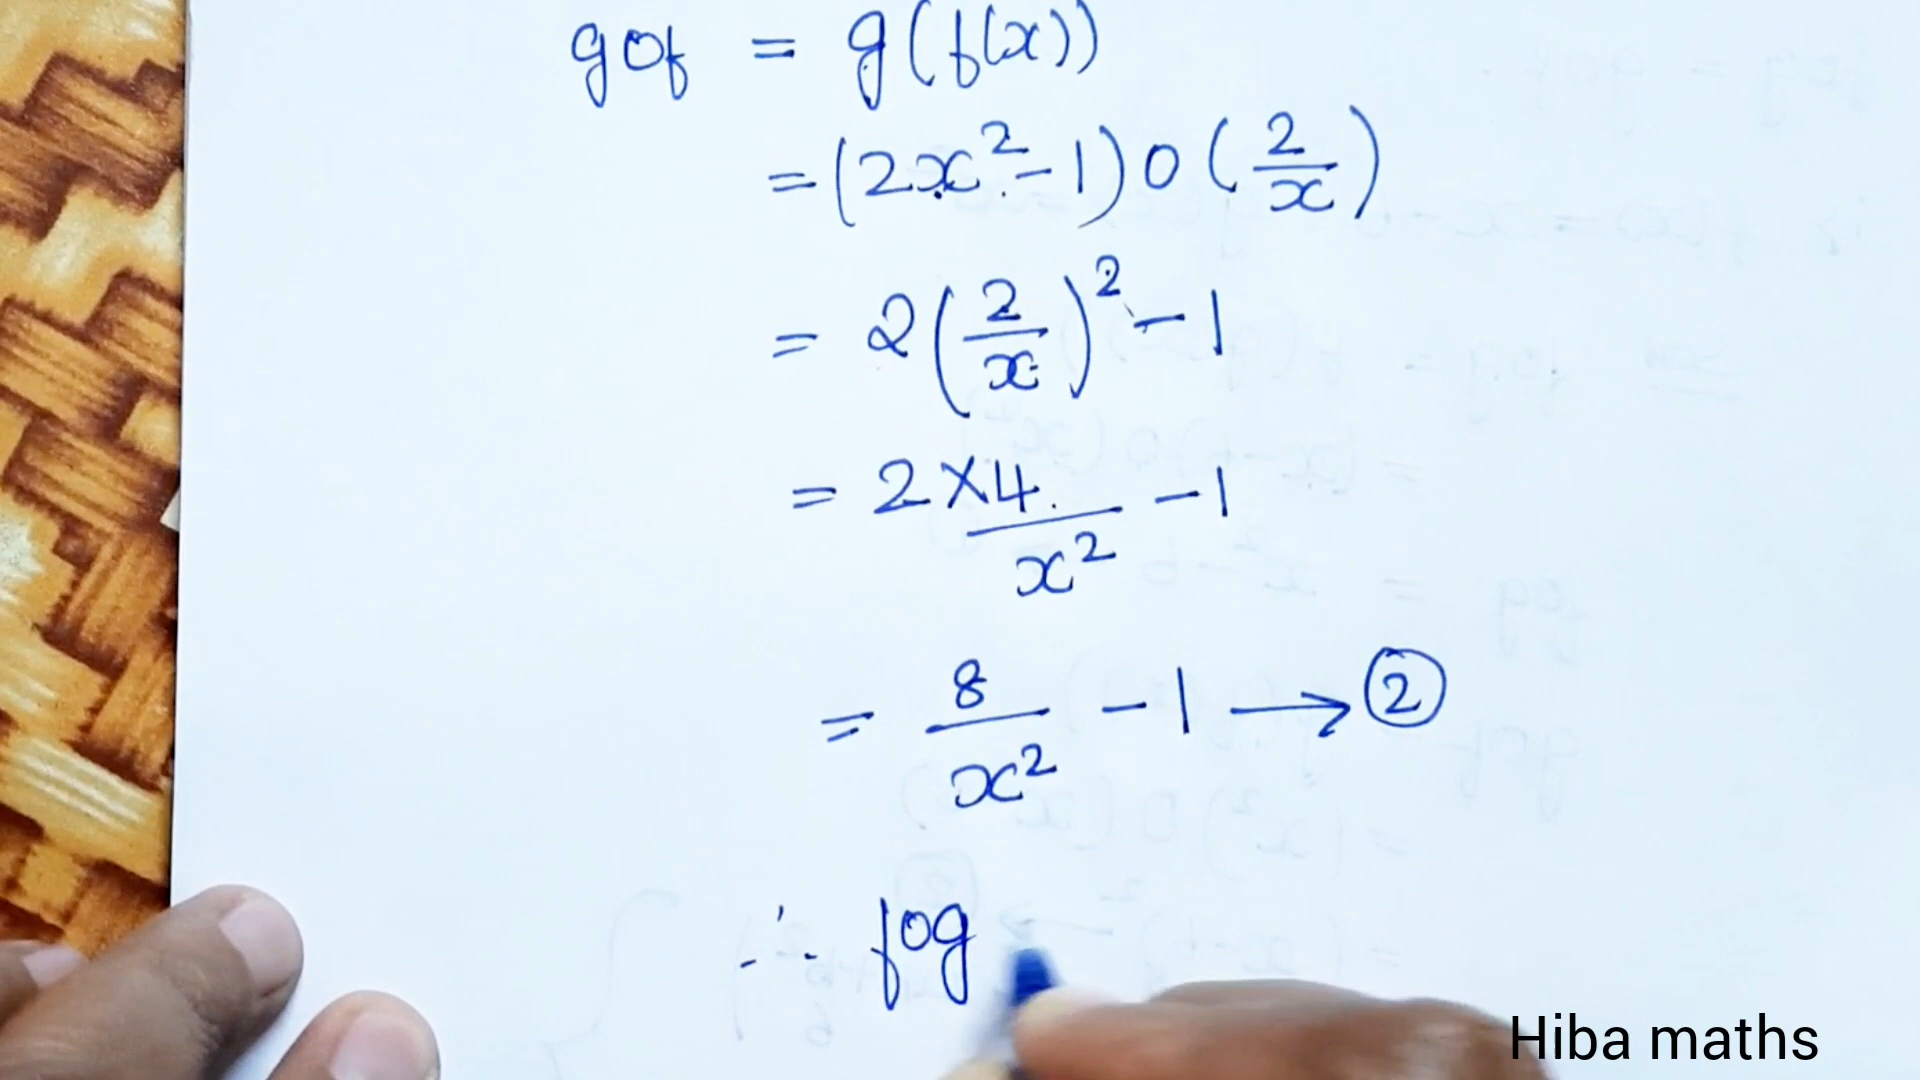 gof = g(f(x))
= (2x² - 1) o (2/x)
= 2(2/x)² - 1
= 2×4/x² - 1
= 8/x² - 1 → ②
∴ fog
Hiba maths